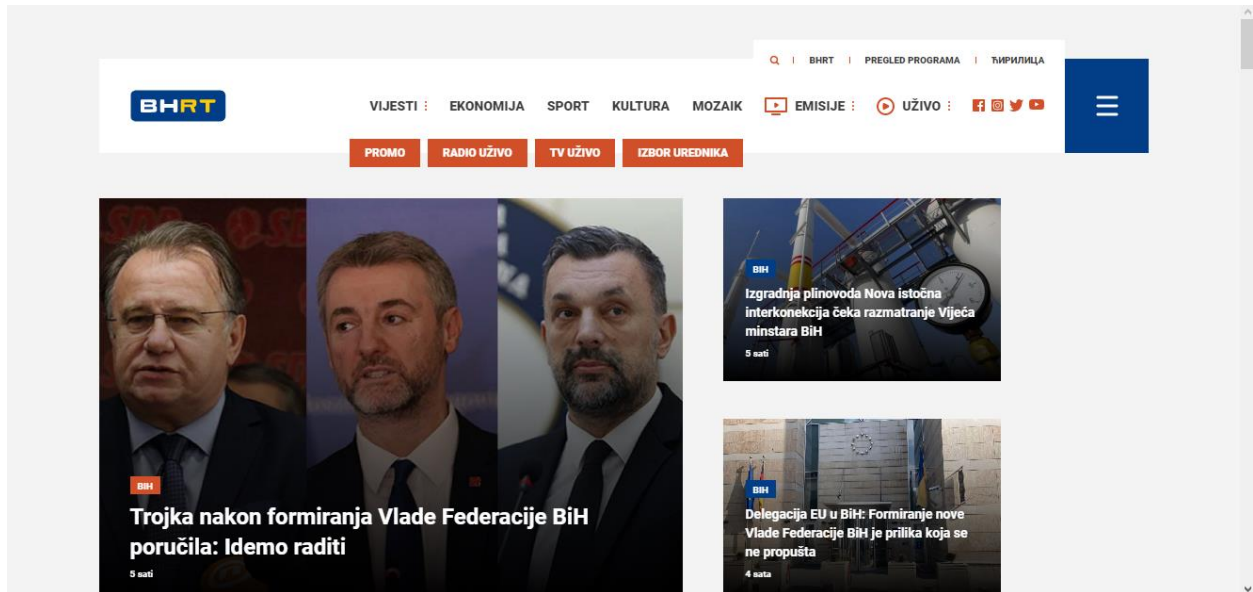 BHRT
PREGLED PROGRAMA
ЋИРИЛИЦА
BHRT
VIJESTI
EKONOMIJA
SPORT
KULTURA
MOZAIK
EMISIJE
UŽIVO
PROMO
RADIO UŽIVO
TV UŽIVO
IZBOR UREDNIKA
BIH
Trojka nakon formiranja Vlade Federacije BiH
poručila: Idemo raditi
5 sati
BIH
Izgradnja plinovoda Nova istočna
interkonekcija čeka razmatranje Vijeća
minstara BiH
5 sati
BIH
Delegacija EU u BiH: Formiranje nove
Vlade Federacije BiH je prilika koja se
ne propušta
4 sata